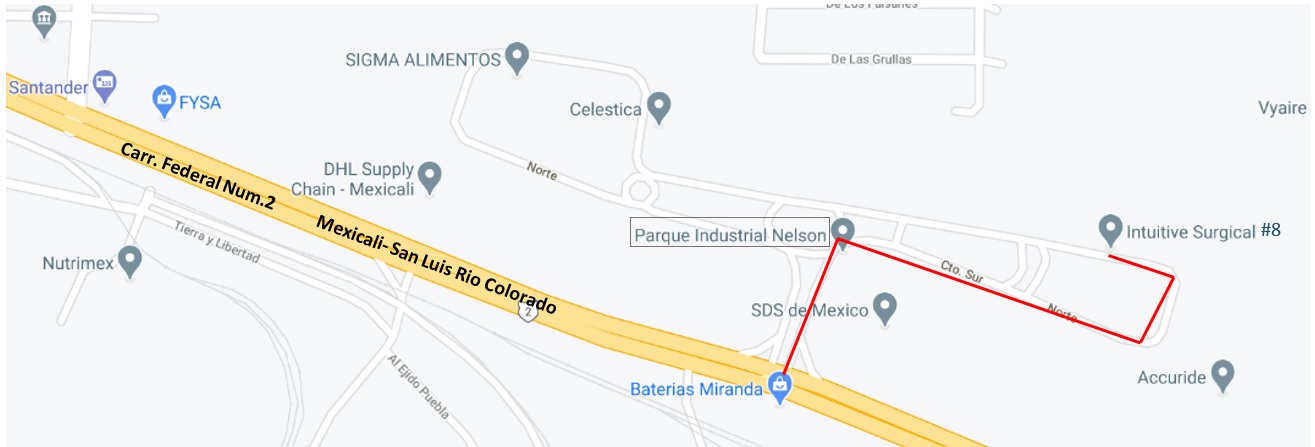 De Los Faisanes
De Las Grullas
SIGMA ALIMENTOS
Santander
FYSA
Celestica
Vyaire
Carr. Federal Num.2
Mexicali-San Luis Rio Colorado
DHL Supply
Chain - Mexicali
Norte
Tierra y Libertad
Nutrimex
Parque Industrial Nelson
Intuitive Surgical #8
Cto. Sur
Norte
SDS de Mexico
2
Al Ejido Puebla
Baterias Miranda
Accuride